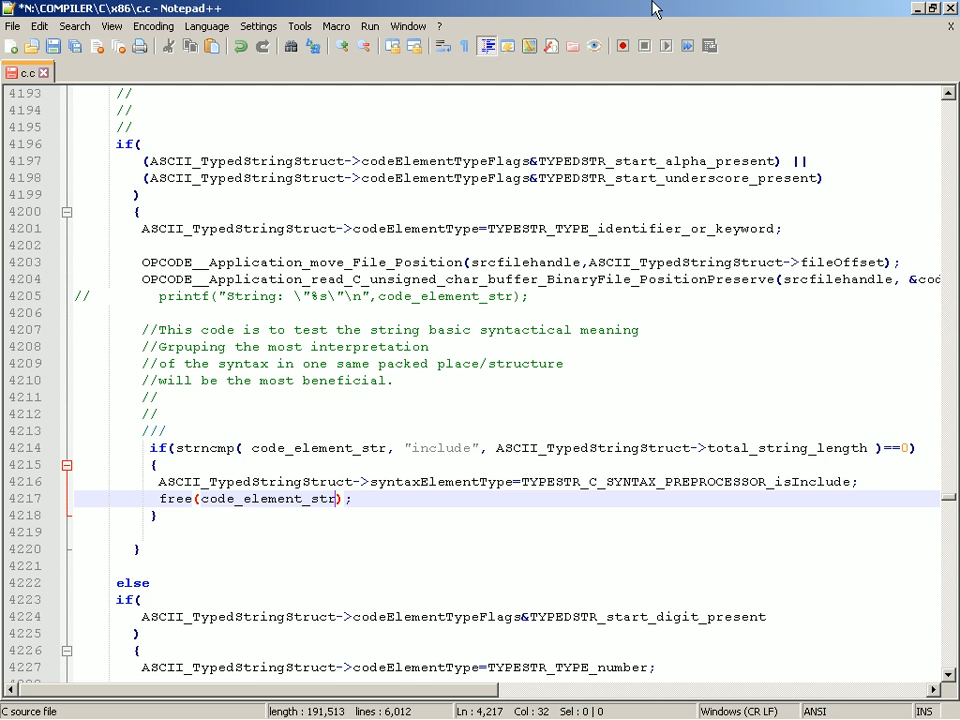 *N:\COMPILER\C\x86\c.c - Notepad++
File Edit Search View Encoding Language Settings Tools Macro Run Window ? X
c.c
4193 //
4194 //
4195 //
4196 if(
4197 (ASCII_TypedStringStruct->codeElementTypeFlags&TYPEDSTR_start_alpha_present) ||
4198 (ASCII_TypedStringStruct->codeElementTypeFlags&TYPEDSTR_start_underscore_present)
4199 )
4200 {
4201 ASCII_TypedStringStruct->codeElementType=TYPESTR_TYPE_identifier_or_keyword;
4202
4203 OPCODE__Application_move_File_Position(srcfilehandle,ASCII_TypedStringStruct->fileOffset);
4204 OPCODE__Application_read_C_unsigned_char_buffer_BinaryFile_PositionPreserve(srcfilehandle, &cod
4205 // printf("String: \"%s\"\n",code_element_str);
4206
4207 //This code is to test the string basic syntactical meaning
4208 //Grpuping the most interpretation
4209 //of the syntax in one same packed place/structure
4210 //will be the most beneficial.
4211 //
4212 //
4213 ///
4214 if(strncmp( code_element_str, "include", ASCII_TypedStringStruct->total_string_length )==0)
4215 {
4216 ASCII_TypedStringStruct->syntaxElementType=TYPESTR_C_SYNTAX_PREPROCESSOR_isInclude;
4217 free(code_element_str);
4218 }
4219
4220 }
4221
4222 else
4223 if(
4224 ASCII_TypedStringStruct->codeElementTypeFlags&TYPEDSTR_start_digit_present
4225 )
4226 {
4227 ASCII_TypedStringStruct->codeElementType=TYPESTR_TYPE_number;
C source file length : 191,513 lines : 6,012 Ln : 4,217 Col : 32 Sel : 0 | 0 Windows (CR LF) ANSI INS